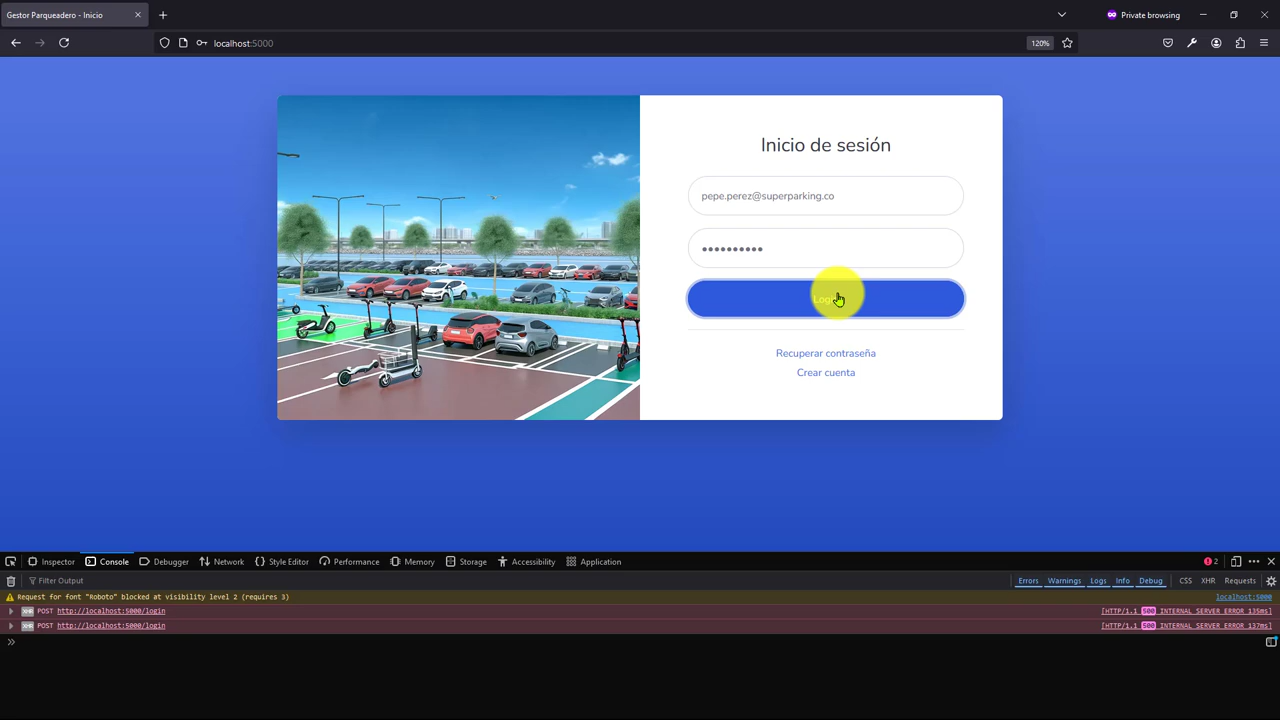 Gestor Parqueadero - Inicio
Private browsing
localhost:5000
120%
Inicio de sesión
pepe.perez@superparking.co
••••••••••
Recuperar contraseña
Crear cuenta
Inspector Console Debugger Network Style Editor Performance Memory Storage Accessibility Application 2
Filter Output Errors Warnings Logs Info Debug CSS XHR Requests
Request for font "Roboto" blocked at visibility level 2 (requires 3) localhost:5000
XHR POST http://localhost:5000/login [HTTP/1.1 500 INTERNAL SERVER ERROR 135ms]
XHR POST http://localhost:5000/login [HTTP/1.1 500 INTERNAL SERVER ERROR 137ms]